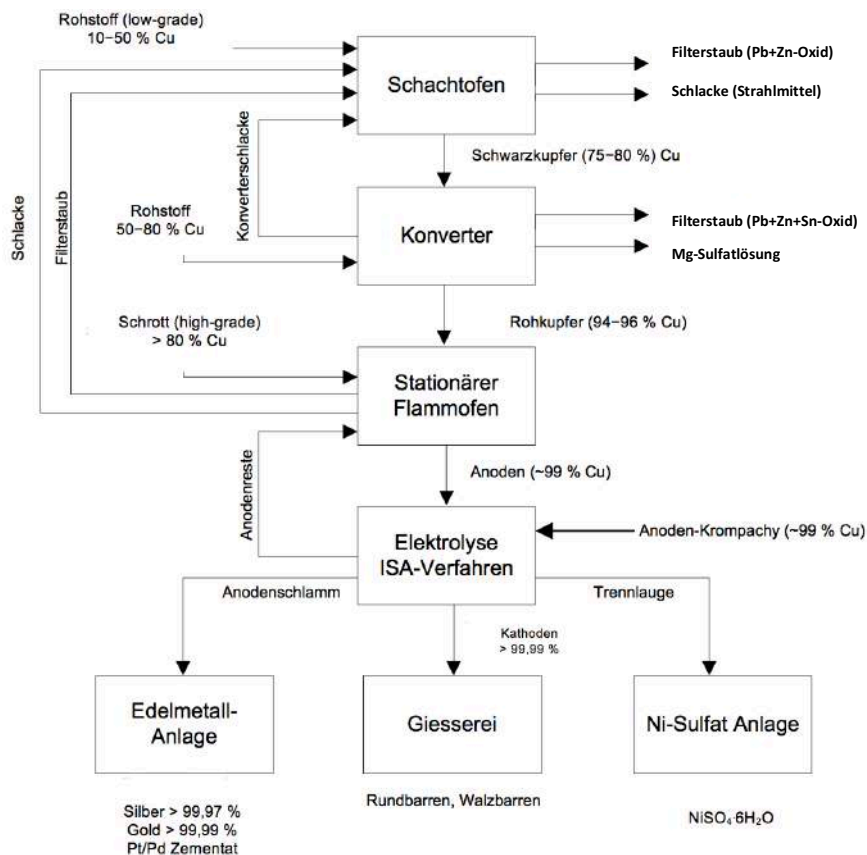 Rohstoff (low-grade)
10−50 % Cu
Schachtofen
Filterstaub (Pb+Zn-Oxid)
Schlacke (Strahlmittel)
Schwarzkupfer (75−80 %) Cu
Schlacke
Filterstaub
Konverterschlacke
Rohstoff
50−80 % Cu
Konverter
Filterstaub (Pb+Zn+Sn-Oxid)
Mg-Sulfatlösung
Rohkupfer (94−96 % Cu)
Schrott (high-grade)
> 80 % Cu
Stationärer
Flammofen
Anodenreste
Anoden (~99 % Cu)
Elektrolyse
ISA-Verfahren
Anoden-Krompachy (~99 % Cu)
Anodenschlamm
Trennlauge
Kathoden
> 99,99 %
Edelmetall-
Anlage
Giesserei
Ni-Sulfat Anlage
Silber > 99,97 %
Gold > 99,99 %
Pt/Pd Zementat
Rundbarren, Walzbarren
NiSO₄·6H₂O